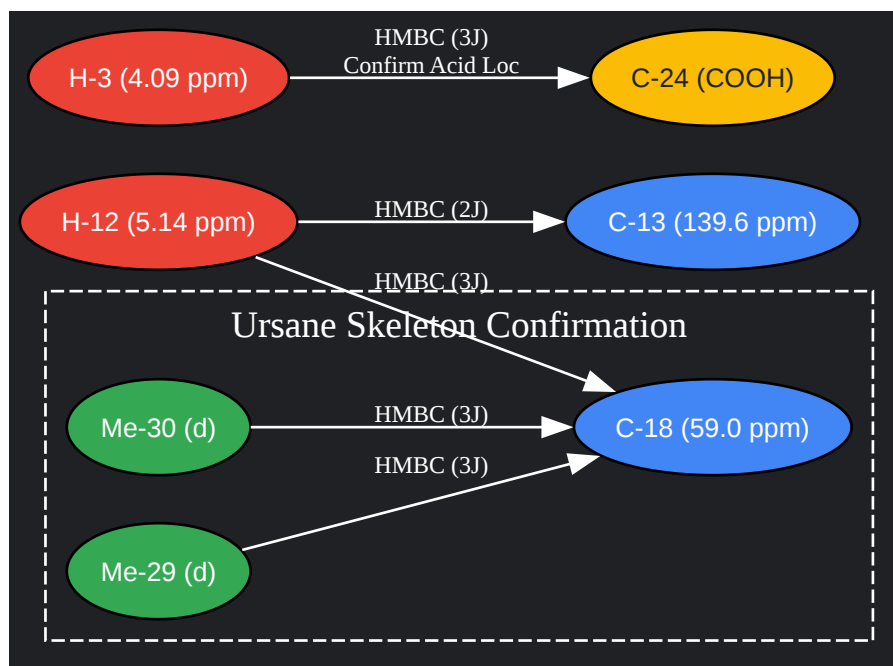 HMBC (3J)
Confirm Acid Loc
H-3 (4.09 ppm)
C-24 (COOH)
H-12 (5.14 ppm)
HMBC (2J)
C-13 (139.6 ppm)
HMBC (3J)
Ursane Skeleton Confirmation
Me-30 (d)
HMBC (3J)
C-18 (59.0 ppm)
HMBC (3J)
Me-29 (d)